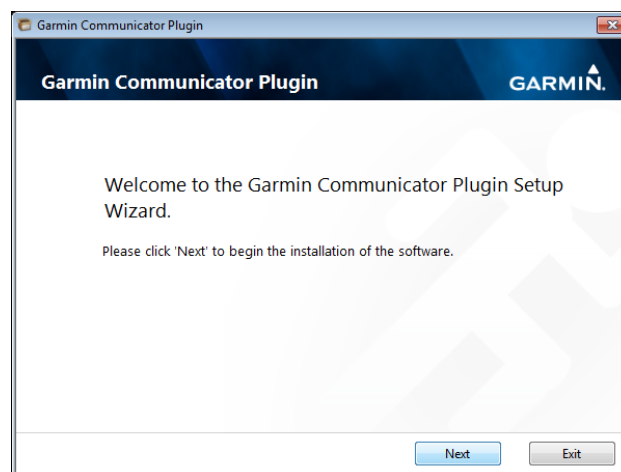 Garmin Communicator Plugin
Garmin Communicator Plugin
GARMIN.
Welcome to the Garmin Communicator Plugin Setup
Wizard.
Please click 'Next' to begin the installation of the software.
Next
Exit